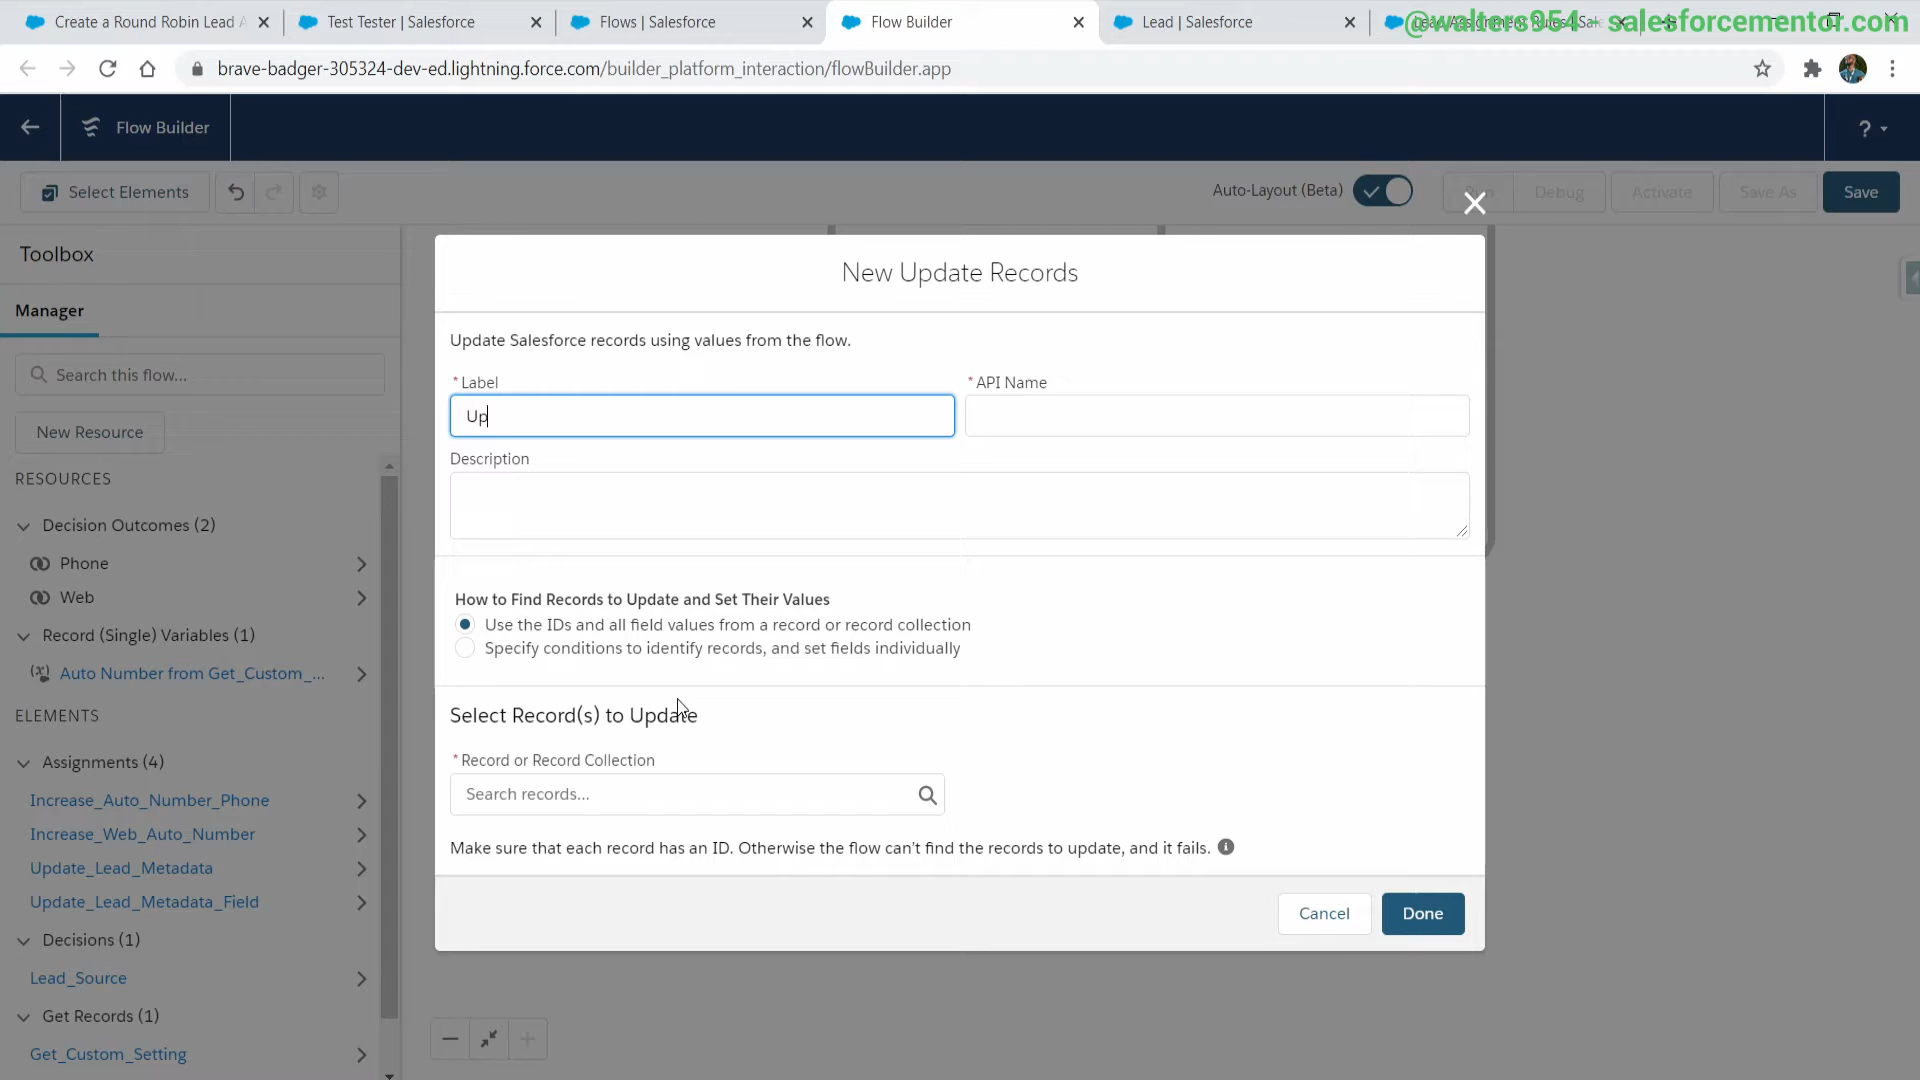 Create a Round Robin Lead A
Test Tester | Salesforce
Flows | Salesforce
Flow Builder
Lead | Salesforce
Lead Assignment Rules | Sale
@walters954 - salesforcementor.com
brave-badger-305324-dev-ed.lightning.force.com/builder_platform_interaction/flowBuilder.app
Flow Builder
?
Select Elements
Auto-Layout (Beta)
Run
Debug
Activate
Save As
Save
Toolbox
Manager
Search this flow...
New Resource
RESOURCES
Decision Outcomes (2)
Phone
Web
Record (Single) Variables (1)
Auto Number from Get_Custom_...
ELEMENTS
Assignments (4)
Increase_Auto_Number_Phone
Increase_Web_Auto_Number
Update_Lead_Metadata
Update_Lead_Metadata_Field
Decisions (1)
Lead_Source
Get Records (1)
Get_Custom_Setting
New Update Records
Update Salesforce records using values from the flow.
* Label
* API Name
Up
Description
How to Find Records to Update and Set Their Values
Use the IDs and all field values from a record or record collection
Specify conditions to identify records, and set fields individually
Select Record(s) to Update
* Record or Record Collection
Search records...
Make sure that each record has an ID. Otherwise the flow can't find the records to update, and it fails.
Cancel
Done